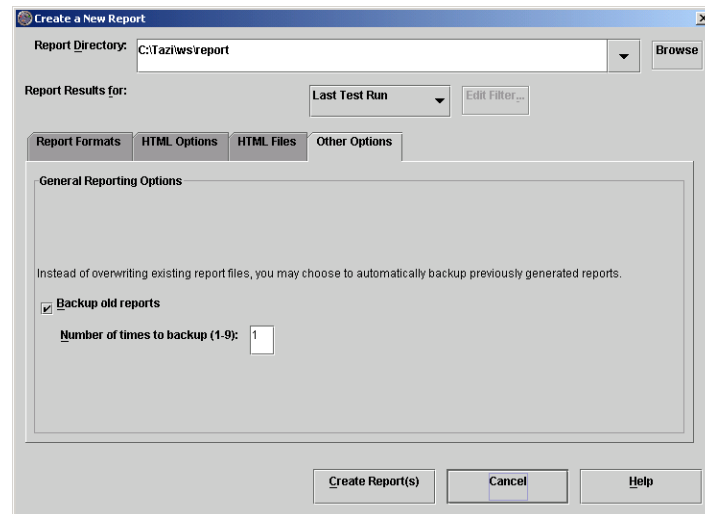 Create a New Report
Report Directory: C:\Tazi\ws\report Browse
Report Results for: Last Test Run Edit Filter...
Report Formats HTML Options HTML Files Other Options
General Reporting Options
Instead of overwriting existing report files, you may choose to automatically backup previously generated reports.
Backup old reports
Number of times to backup (1-9): 1
Create Report(s) Cancel Help